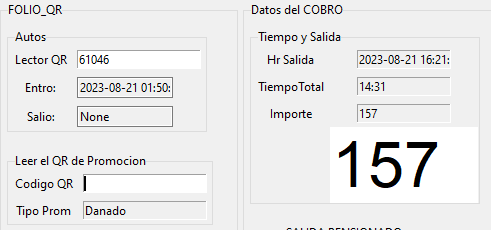 FOLIO_QR
Autos
Lector QR 61046
Entro: 2023-08-21 01:50:
Salio: None
Leer el QR de Promocion
Codigo QR
Tipo Prom Danado
Datos del COBRO
Tiempo y Salida
Hr Salida 2023-08-21 16:21:
TiempoTotal 14:31
Importe 157
157
SALIDA PENSIONADO